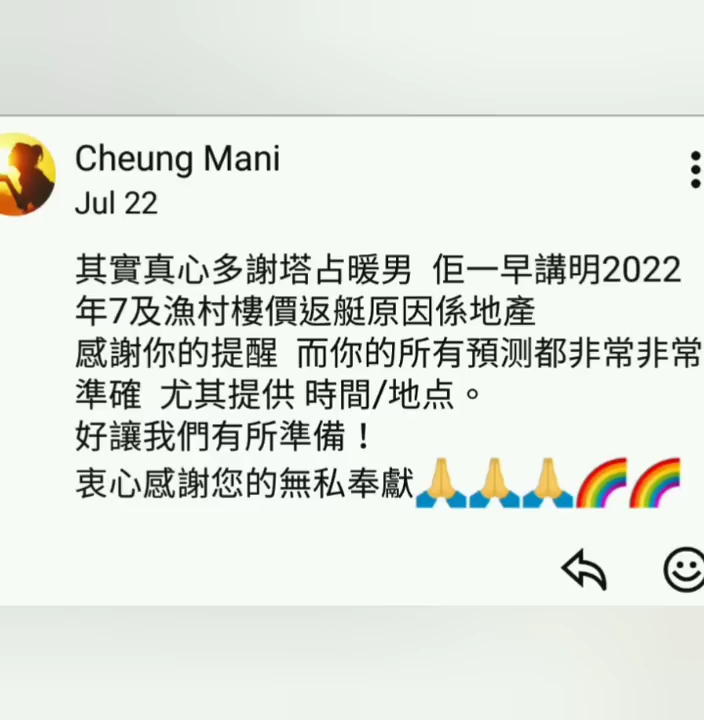 Cheung Mani
Jul 22
其實真心多謝塔占暖男 佢一早講明2022
年7及漁村樓價返艇原因係地產
感謝你的提醒 而你的所有預测都非常非常
準確 尤其提供 時間/地点。
好讓我們有所準備！
衷心感謝您的無私奉獻🙏🙏🙏🌈🌈